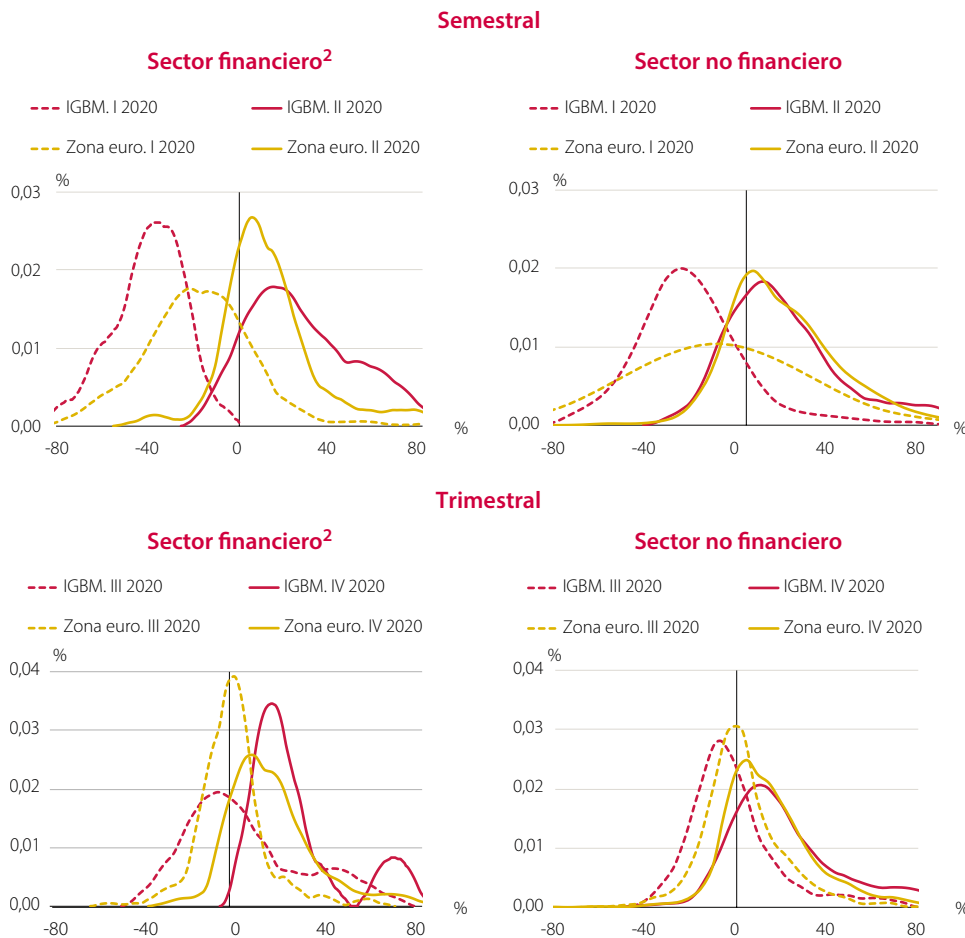 Semestral
Sector financiero²
IGBM. I 2020
IGBM. II 2020
Zona euro. I 2020
Zona euro. II 2020
%
0,03
0,02
0,01
0,00
-80
-40
0
40
80
%
Sector no financiero
IGBM. I 2020
IGBM. II 2020
Zona euro. I 2020
Zona euro. II 2020
%
0,03
0,02
0,01
0,00
-80
-40
0
40
80
%
Trimestral
Sector financiero²
IGBM. III 2020
IGBM. IV 2020
Zona euro. III 2020
Zona euro. IV 2020
%
0,04
0,03
0,02
0,01
0,00
-80
-40
0
40
80
%
Sector no financiero
IGBM. III 2020
IGBM. IV 2020
Zona euro. III 2020
Zona euro. IV 2020
%
0,04
0,03
0,02
0,01
0,00
-80
-40
0
40
80
%